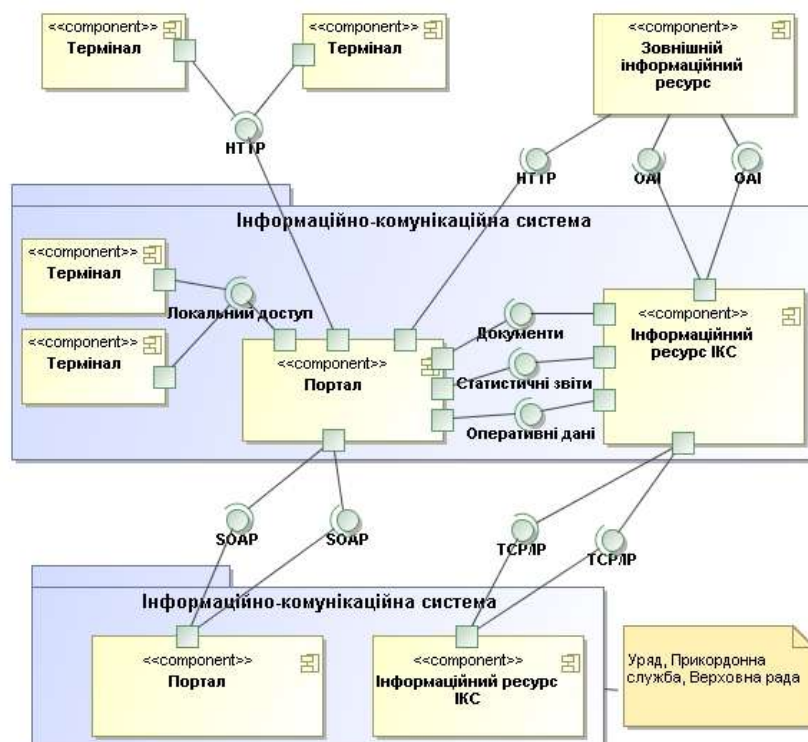 <<component>>
Термінал
<<component>>
Термінал
<<component>>
Зовнішній
інформаційний
ресурс
HTTP
HTTP
OAI
OAI
Інформаційно-комунікаційна система
<<component>>
Термінал
Локальний доступ
<<component>>
Термінал
<<component>>
Портал
Документи
Статистичні звіти
Оперативні дані
<<component>>
Інформаційний
ресурс ІКС
SOAP
SOAP
TCP/IP
TCP/IP
Інформаційно-комунікаційна система
<<component>>
Портал
<<component>>
Інформаційний ресурс
ІКС
Уряд, Прикордонна
служба, Верховна рада